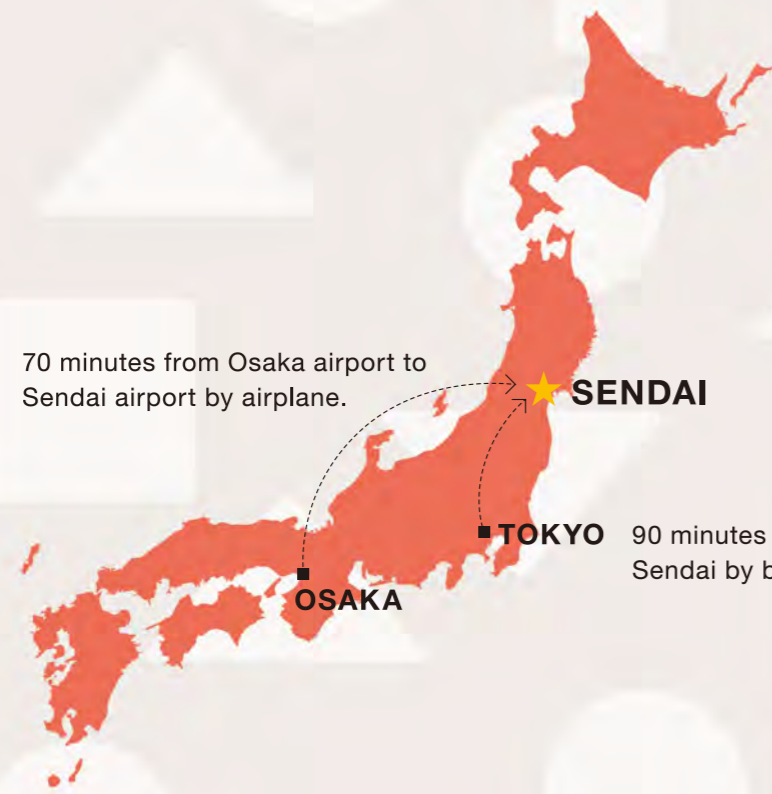 70 minutes from Osaka airport to
Sendai airport by airplane.
SENDAI
TOKYO
90 minutes
Sendai by
OSAKA